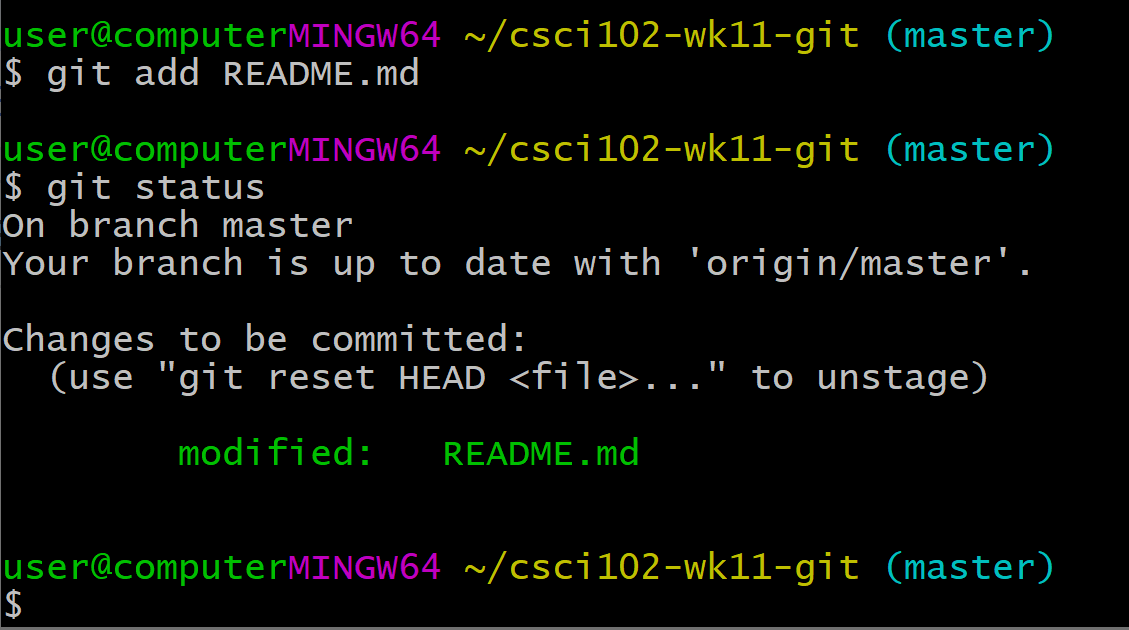 user@computerMINGW64 ~/csci102-wk11-git (master)
$ git add README.md
user@computerMINGW64 ~/csci102-wk11-git (master)
$ git status
On branch master
Your branch is up to date with 'origin/master'.
Changes to be committed:
(use "git reset HEAD <file>..." to unstage)
modified: README.md
user@computerMINGW64 ~/csci102-wk11-git (master)
$